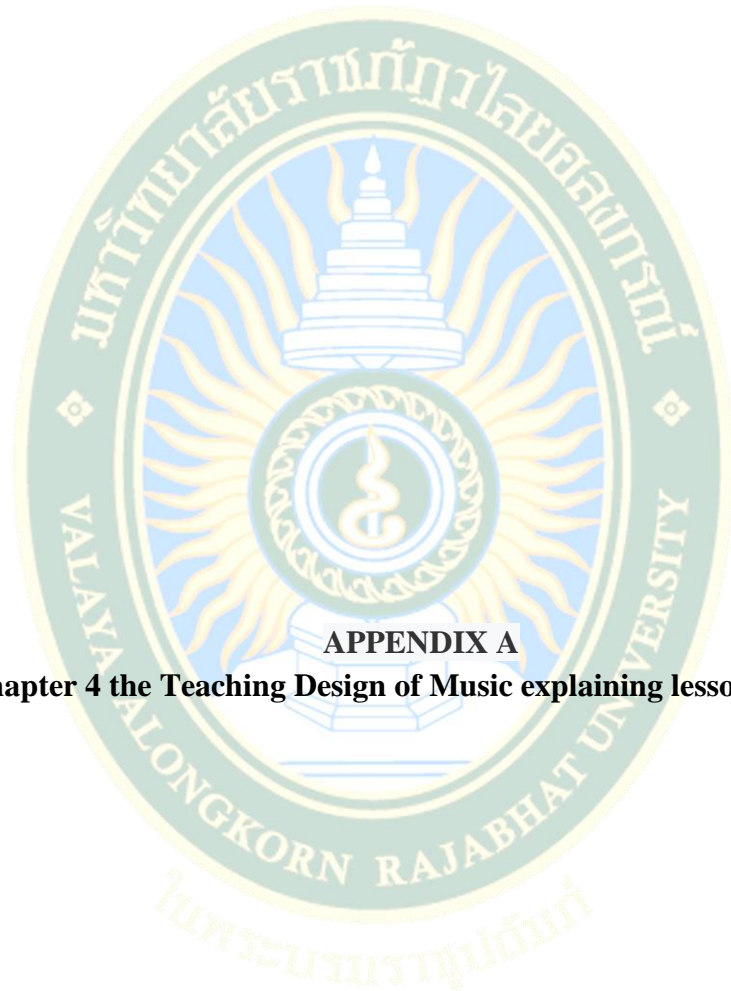 มหาวิทยาลัยราชภัฏวไลยอลงกรณ์
APPENDIX A
hapter 4 the Teaching Design of Music explaining lesso
VALAYA ALONGKORN RAJABHAT UNIVERSITY
ในพระบรมราชูปถัมภ์